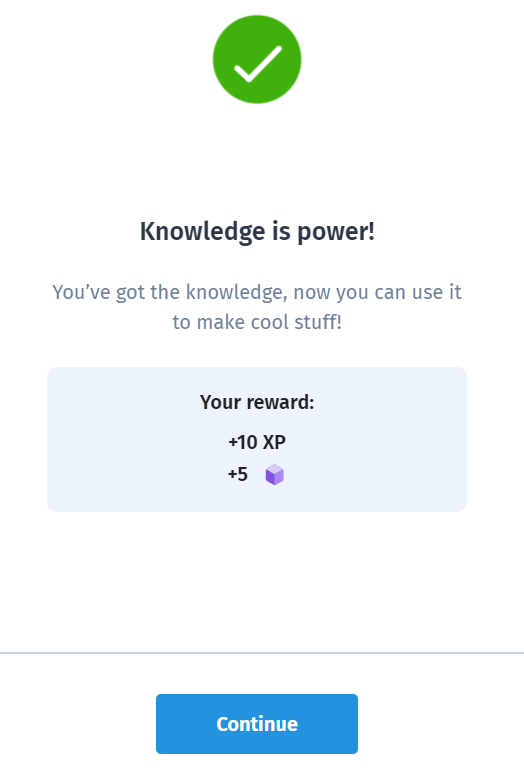 Knowledge is power!
You’ve got the knowledge, now you can use it
to make cool stuff!
Your reward:
+10 XP
+5
Continue